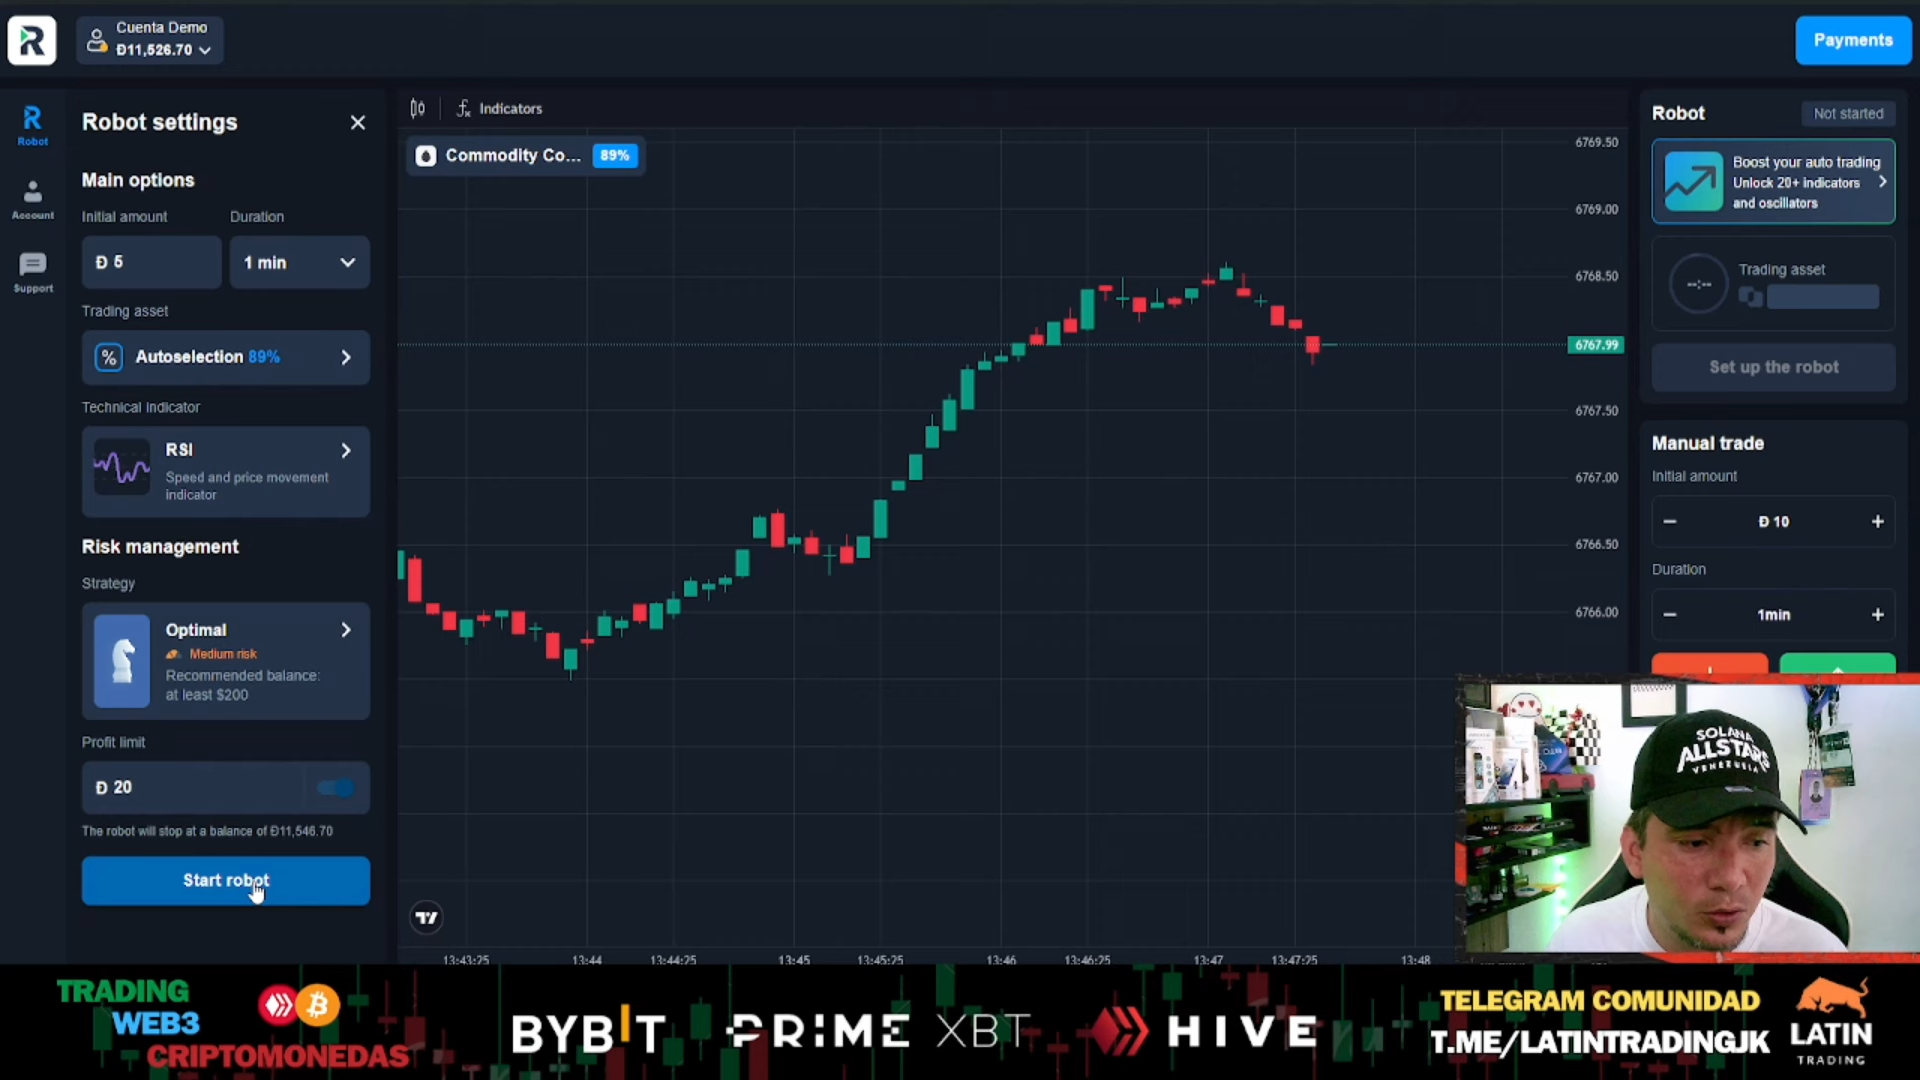 Cuenta Demo
Đ11,526.70
Payments
Robot
Account
Support
Robot settings
Main options
Initial amount
Duration
Đ 5
1 min
Trading asset
Autoselection 89%
Technical indicator
RSI
Speed and price movement
indicator
Risk management
Strategy
Optimal
Medium risk
Recommended balance:
at least $200
Profit limit
Đ 20
The robot will stop at a balance of Đ11,546.70
Start robot
Indicators
Commodity Co... 89%
6769.50
6769.00
6768.50
6767.99
6767.50
6767.00
6766.50
6766.00
13:43:25
13:44
13:44:25
13:45
13:45:25
13:46
13:46:25
13:47
13:47:25
13:48
Robot
Not started
Boost your auto trading
Unlock 20+ indicators
and oscillators
--:--
Trading asset
Set up the robot
Manual trade
Initial amount
Đ 10
Duration
1min
SOLANA
ALLSTARS
VENEZUELA
TRADING
WEB3
CRIPTOMONEDAS
BYBIT
PRIME XBT
HIVE
TELEGRAM COMUNIDAD
T.ME/LATINTRADINGJK
LATIN
TRADING